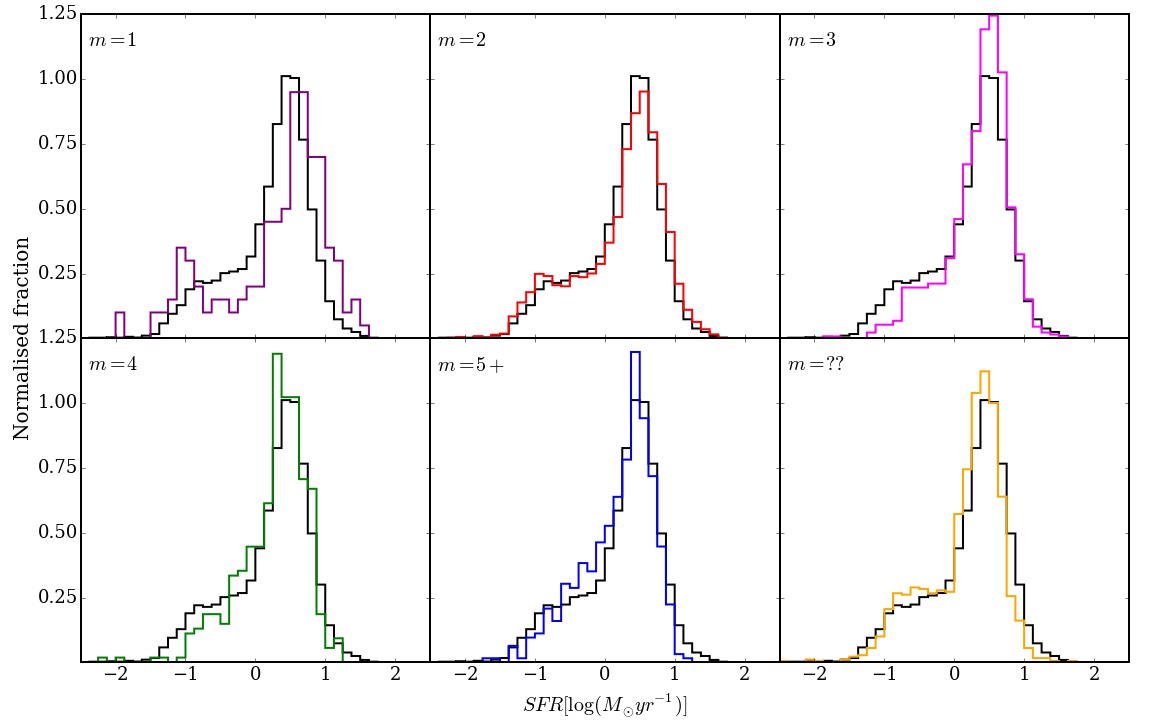 1.25
m = 1
m = 2
m = 3
1.00
0.75
0.50
0.25
Normalised fraction
1.25
m = 4
m = 5+
m = ??
1.00
0.75
0.50
0.25
−2 −1 0 1 2 −2 −1 0 1 2 −2 −1 0 1 2
SFR[log(M⊙yr⁻¹)]